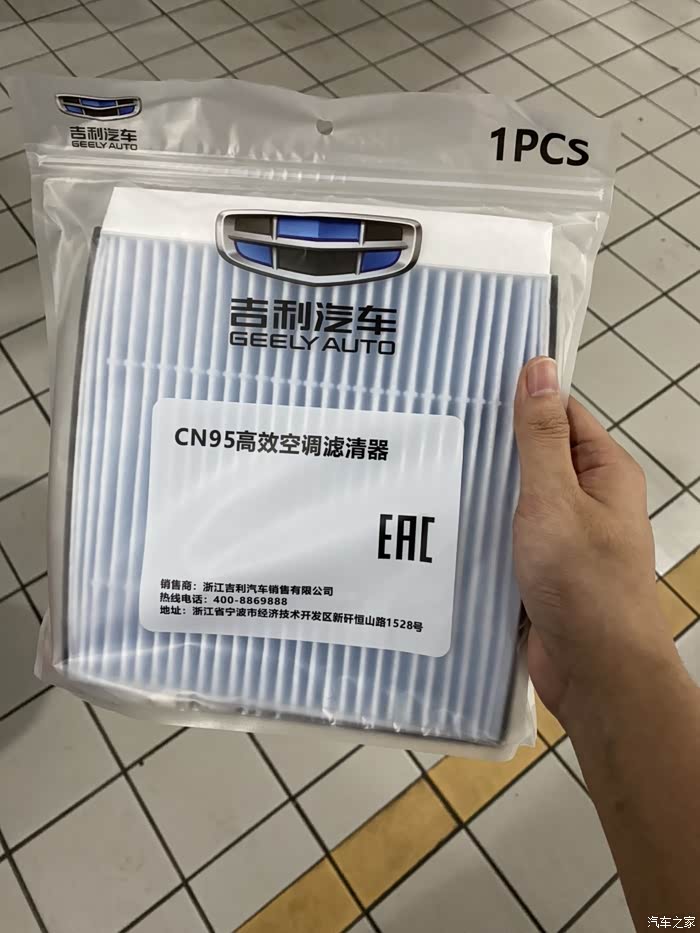 吉利汽车
GEELY AUTO
1PCS
吉利汽车
GEELY AUTO
CN95高效空调滤清器
EAC
销售商：浙江吉利汽车销售有限公司
热线电话：400-8869888
地址：浙江省宁波市经济技术开发区新矸恒山路1528号
汽车之家